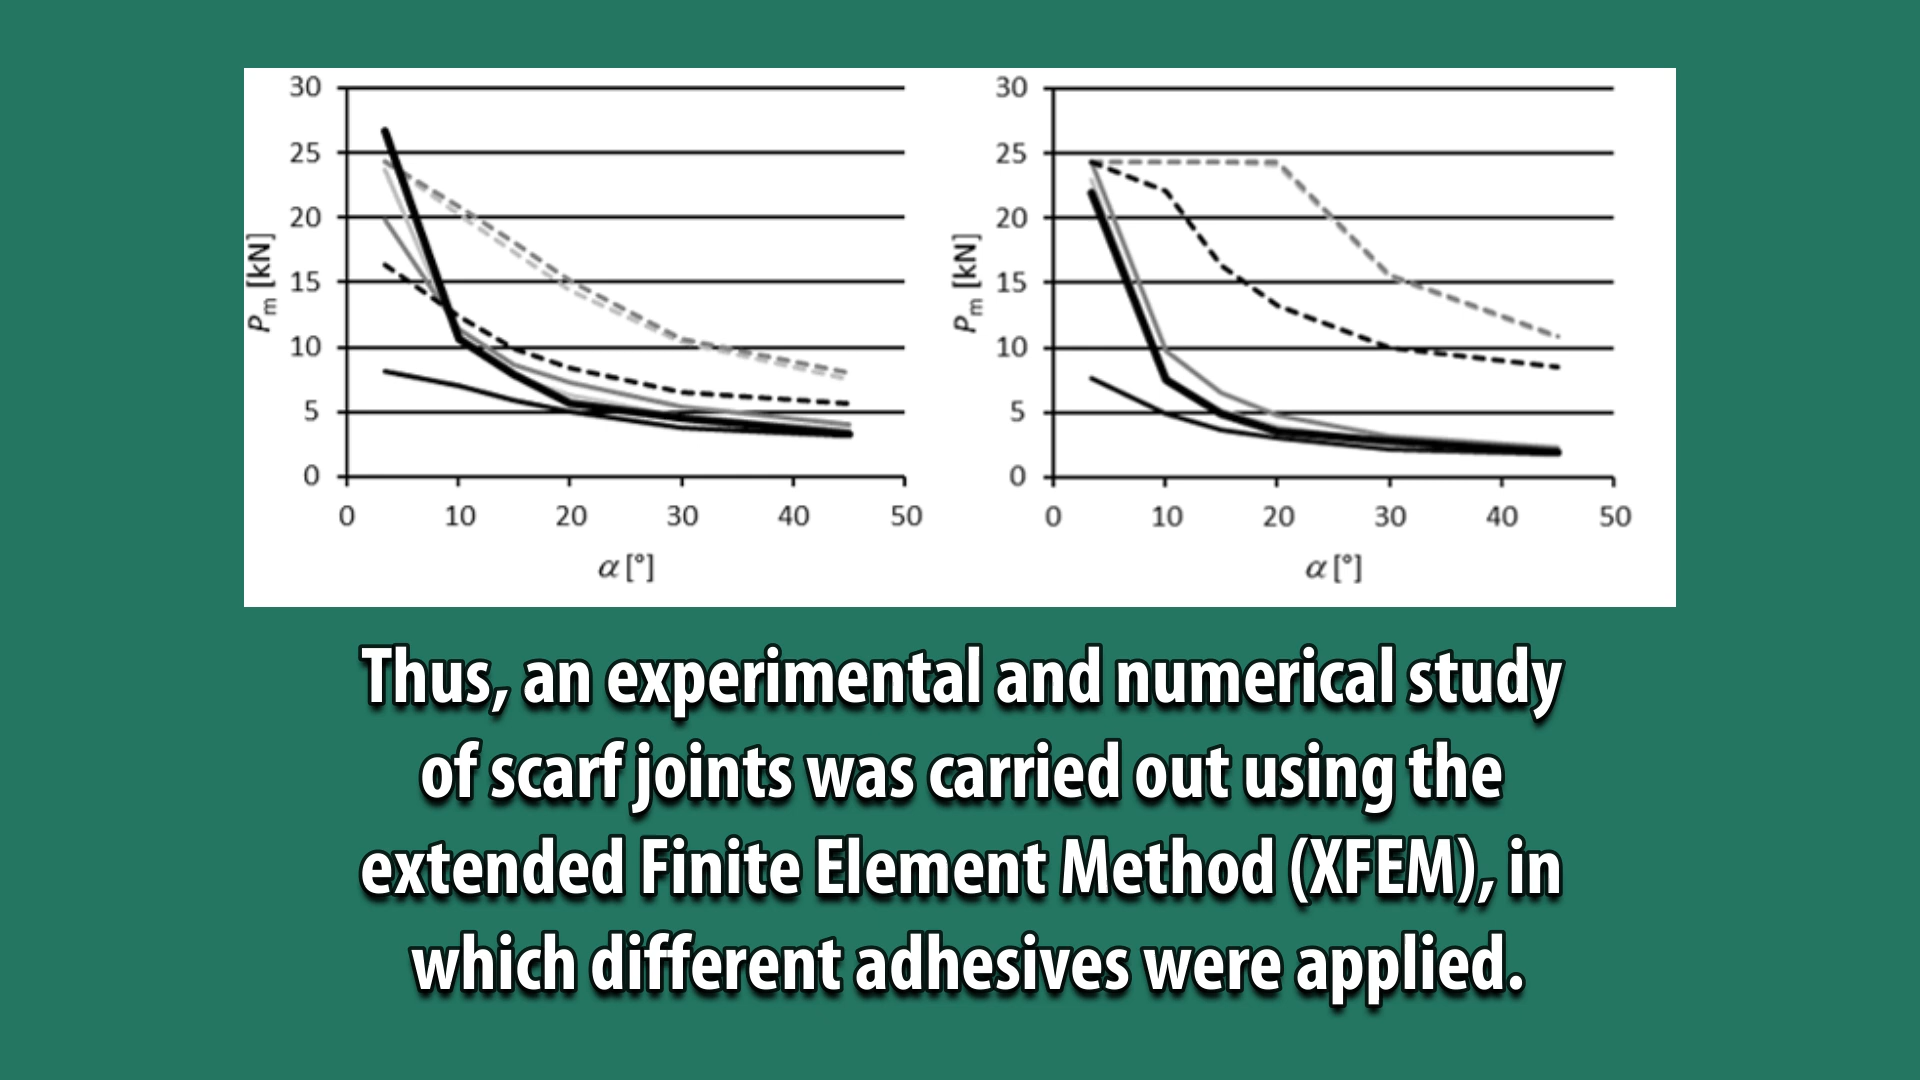 30
25
20
15
10
5
0
Pm [kN]
0 10 20 30 40 50
α [°]
30
25
20
15
10
5
0
Pm [kN]
0 10 20 30 40 50
α [°]
Thus, an experimental and numerical study
of scarf joints was carried out using the
extended Finite Element Method (XFEM), in
which different adhesives were applied.